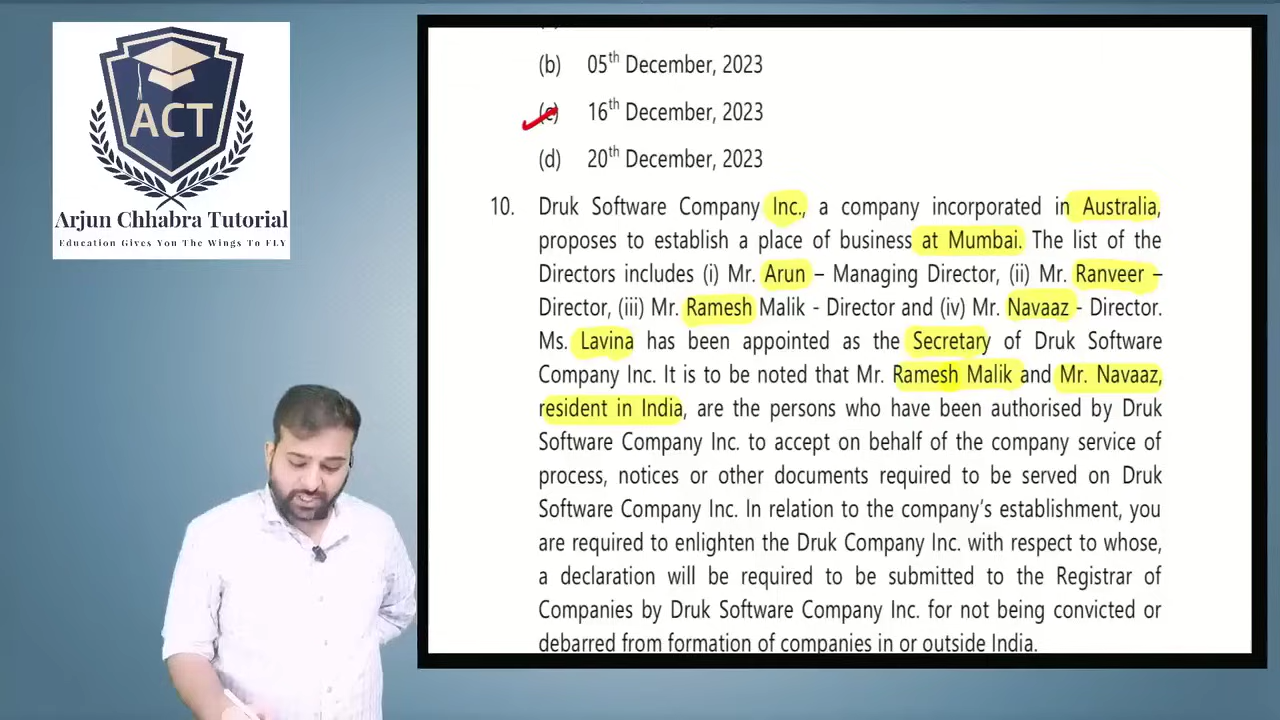 ACT
Arjun Chhabra Tutorial
Education Gives You The Wings To FLY
(b) 05th December, 2023
(c) 16th December, 2023
(d) 20th December, 2023
10. Druk Software Company Inc., a company incorporated in Australia,
proposes to establish a place of business at Mumbai. The list of the
Directors includes (i) Mr. Arun – Managing Director, (ii) Mr. Ranveer –
Director, (iii) Mr. Ramesh Malik - Director and (iv) Mr. Navaaz - Director.
Ms. Lavina has been appointed as the Secretary of Druk Software
Company Inc. It is to be noted that Mr. Ramesh Malik and Mr. Navaaz,
resident in India, are the persons who have been authorised by Druk
Software Company Inc. to accept on behalf of the company service of
process, notices or other documents required to be served on Druk
Software Company Inc. In relation to the company's establishment, you
are required to enlighten the Druk Company Inc. with respect to whose,
a declaration will be required to be submitted to the Registrar of
Companies by Druk Software Company Inc. for not being convicted or
debarred from formation of companies in or outside India.